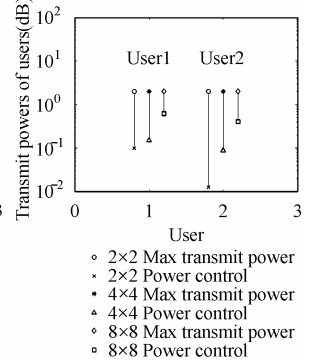 Transmit powers of users(dB)
10²
10¹
10⁰
10⁻¹
10⁻²
User1 User2
0 1 2 3
User
2×2 Max transmit power
2×2 Power control
4×4 Max transmit power
4×4 Power control
8×8 Max transmit power
8×8 Power control